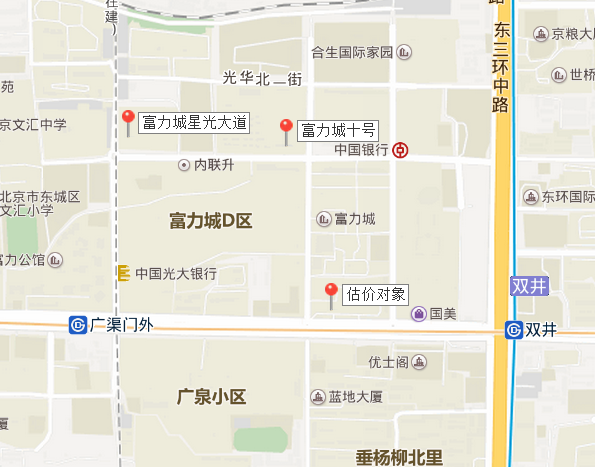 在建)
路
东三环中路
京粮大
合生国际家园
世桥
光华北一街
苑
富力城星光大道
富力城十号
京文汇中学
中国银行
内联升
北京市东城区
文汇小学
东环国际
富力城D区
富力城
富力公馆
中国光大银行
双井
估价对象
国美
广渠门外
双井
优士阁
广泉小区
蓝地大厦
厦
垂杨柳北里